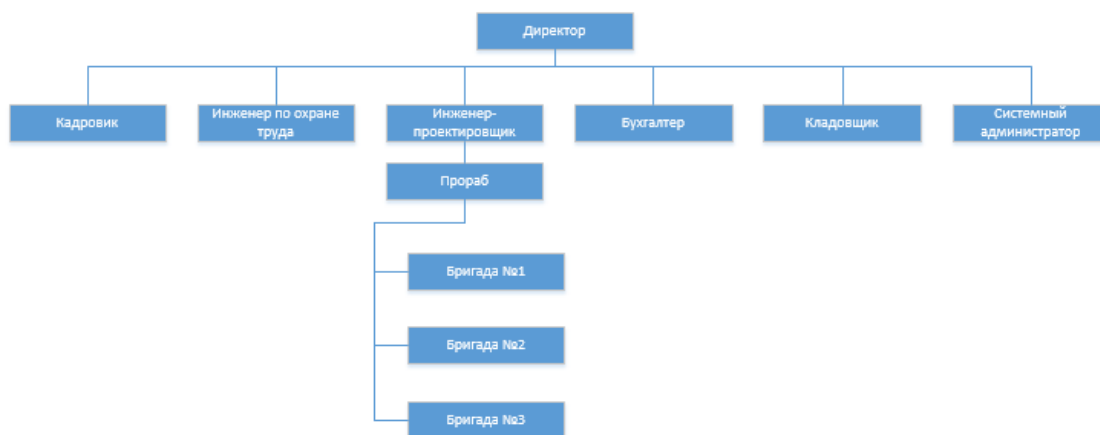 Директор
Кадровик
Инженер по охране
труда
Инженер-
проектировщик
Бухгалтер
Кладовщик
Системный
администратор
Прораб
Бригада №1
Бригада №2
Бригада №3